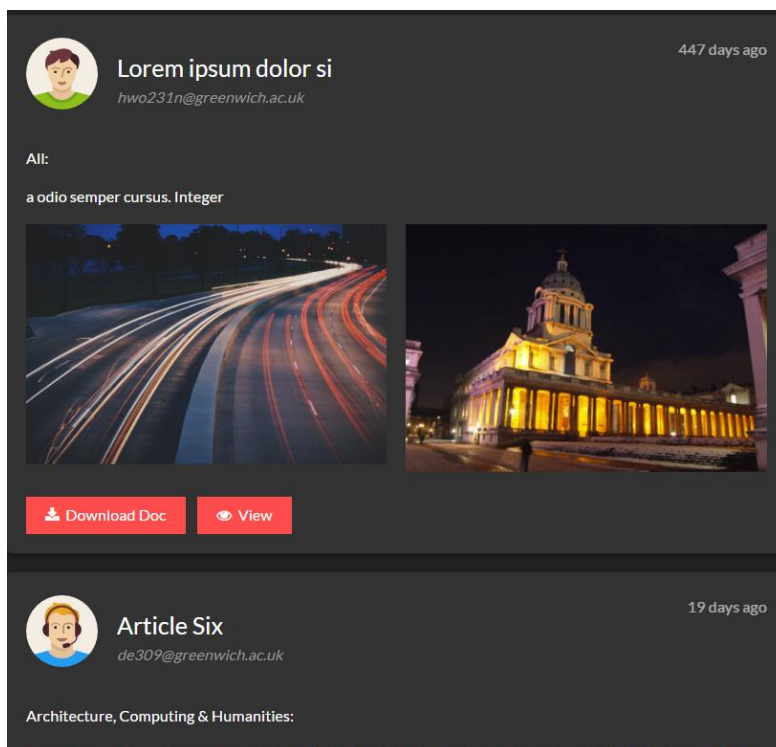 Lorem ipsum dolor si
447 days ago
hwo231n@greenwich.ac.uk
All:
a odio semper cursus. Integer
Download Doc
View
Article Six
19 days ago
de309@greenwich.ac.uk
Architecture, Computing & Humanities: